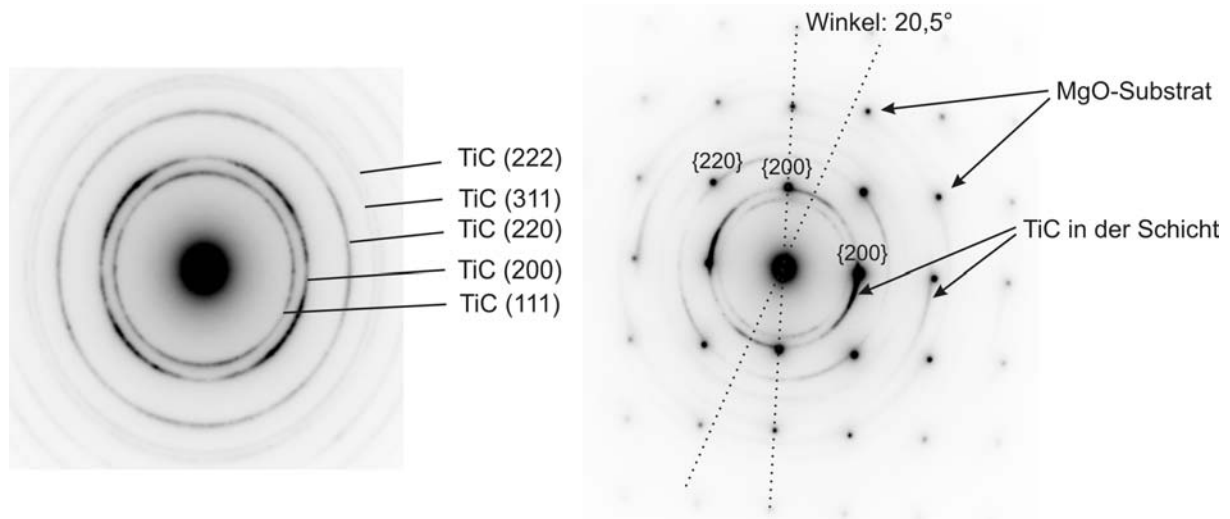 TiC (222)
TiC (311)
TiC (220)
TiC (200)
TiC (111)
Winkel: 20,5°
MgO-Substrat
{220}
{200}
TiC in der Schicht
{200}